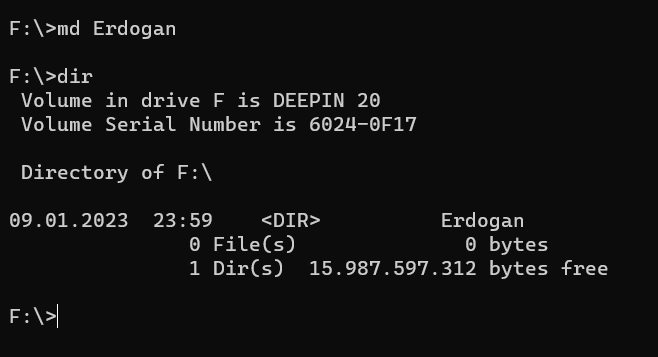 F:\>md Erdogan
F:\>dir
Volume in drive F is DEEPIN 20
Volume Serial Number is 6024-0F17
Directory of F:\
09.01.2023  23:59    <DIR>          Erdogan
0 File(s)              0 bytes
1 Dir(s)  15.987.597.312 bytes free
F:\>